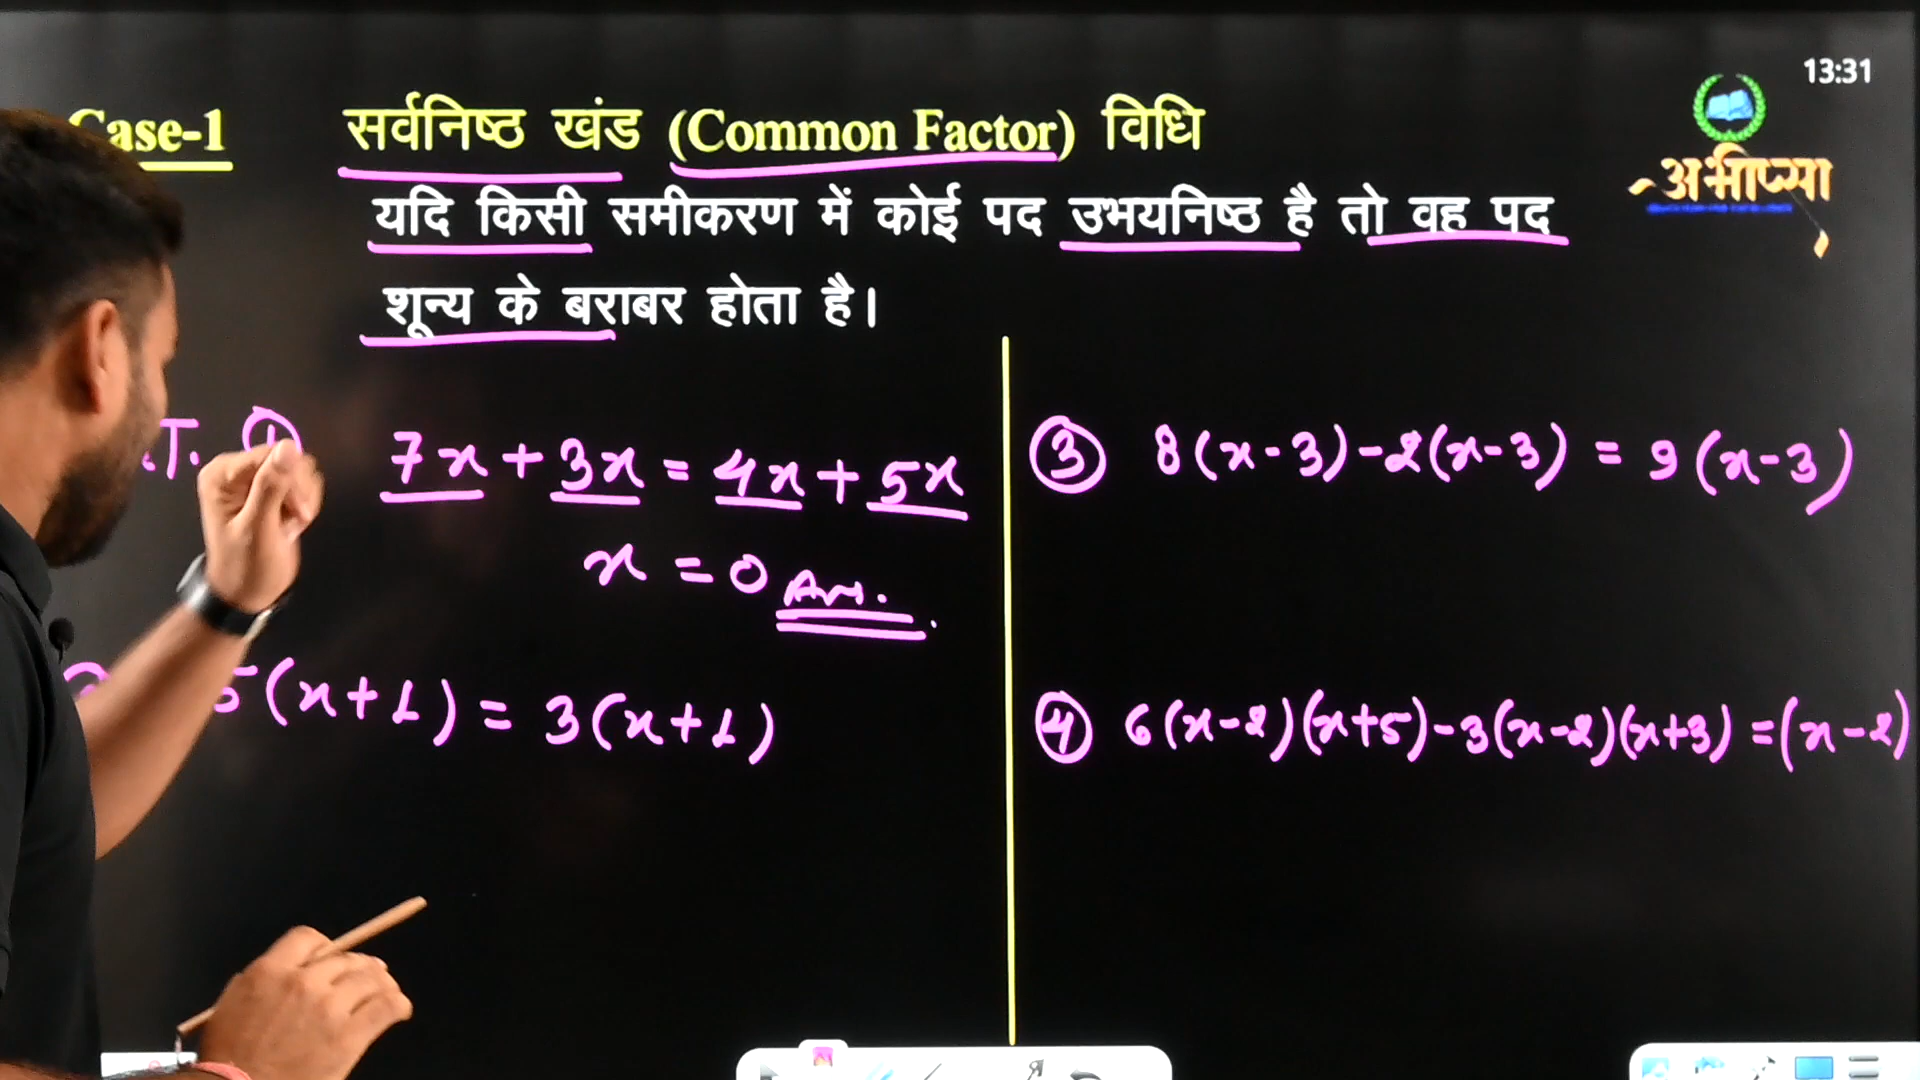 13:31
Case-1 सर्वनिष्ठ खंड (Common Factor) विधि
अभीप्सा
यदि किसी समीकरण में कोई पद उभयनिष्ठ है तो वह पद
शून्य के बराबर होता है।
.T. ① 7x + 3x = 4x + 5x
x = 0 Ans.
5(x+1) = 3(x+1)
③ 8(x-3)-2(x-3) = 9(x-3)
④ 6(x-2)(x+5)-3(x-2)(x+3) =(x-2)